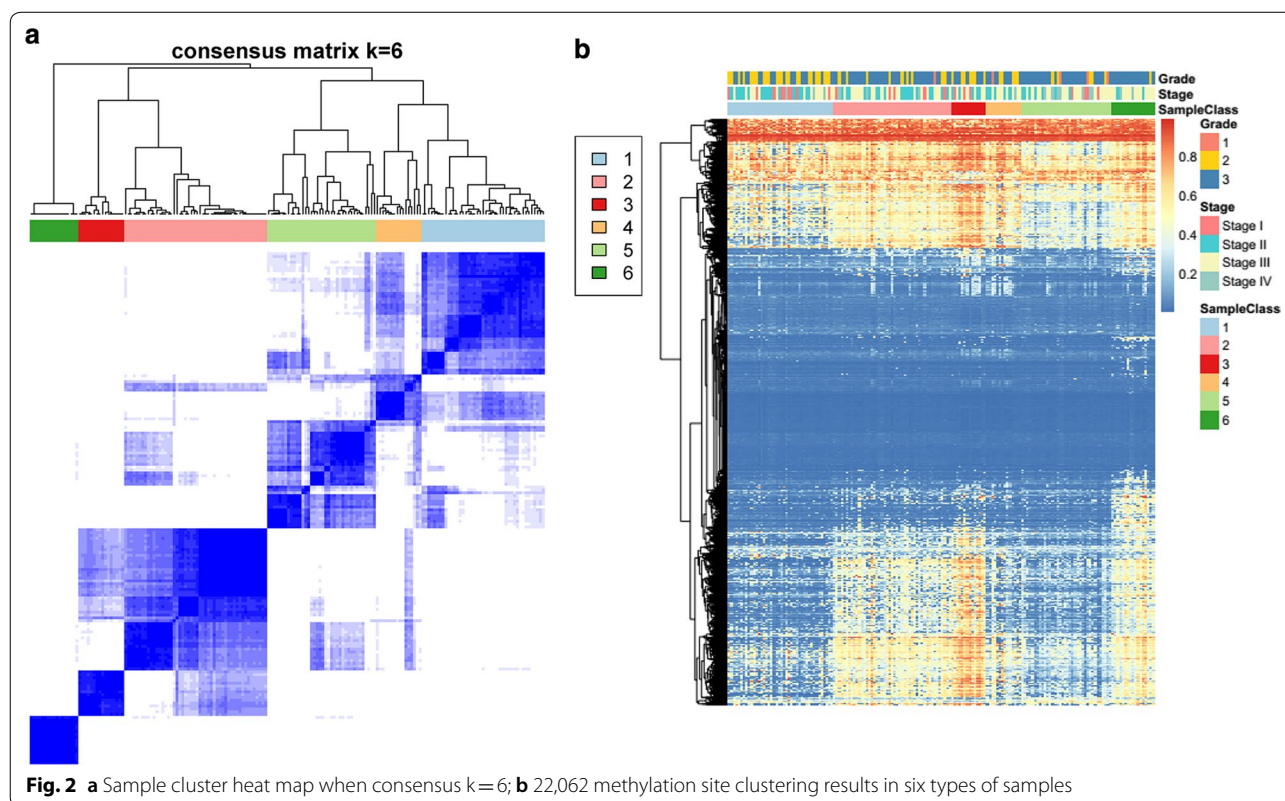 a
consensus matrix k=6
1
2
3
4
5
6
b
Grade
Stage
SampleClass
0.8
0.6
0.4
0.2
Grade
1
2
3
Stage
Stage I
Stage II
Stage III
Stage IV
SampleClass
1
2
3
4
5
6
Fig. 2 a Sample cluster heat map when consensus k = 6; b 22,062 methylation site clustering results in six types of samples